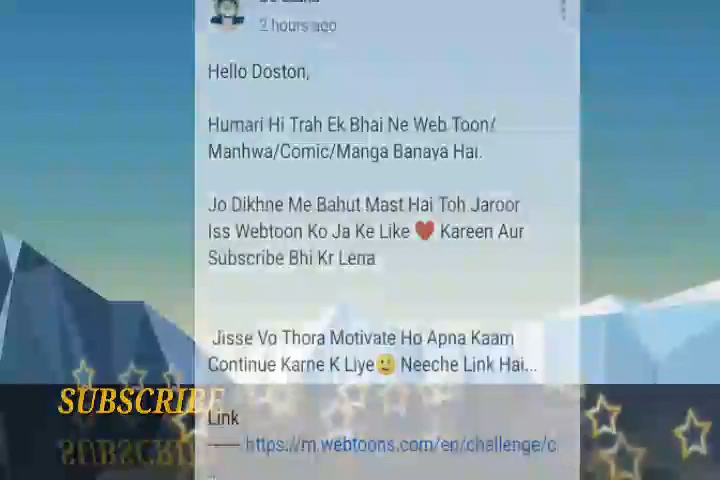 2 hours ago
Hello Doston,
Humari Hi Trah Ek Bhai Ne Web Toon/
Manhwa/Comic/Manga Banaya Hai.
Jo Dikhne Me Bahut Mast Hai Toh Jaroor
Iss Webtoon Ko Ja Ke Like ❤️ Kareen Aur
Subscribe Bhi Kr Lena
Jisse Vo Thora Motivate Ho Apna Kaam
Continue Karne K Liye🙂 Neeche Link Hai...
SUBSCRIBE
Link
—— https://m.webtoons.com/en/challenge/c